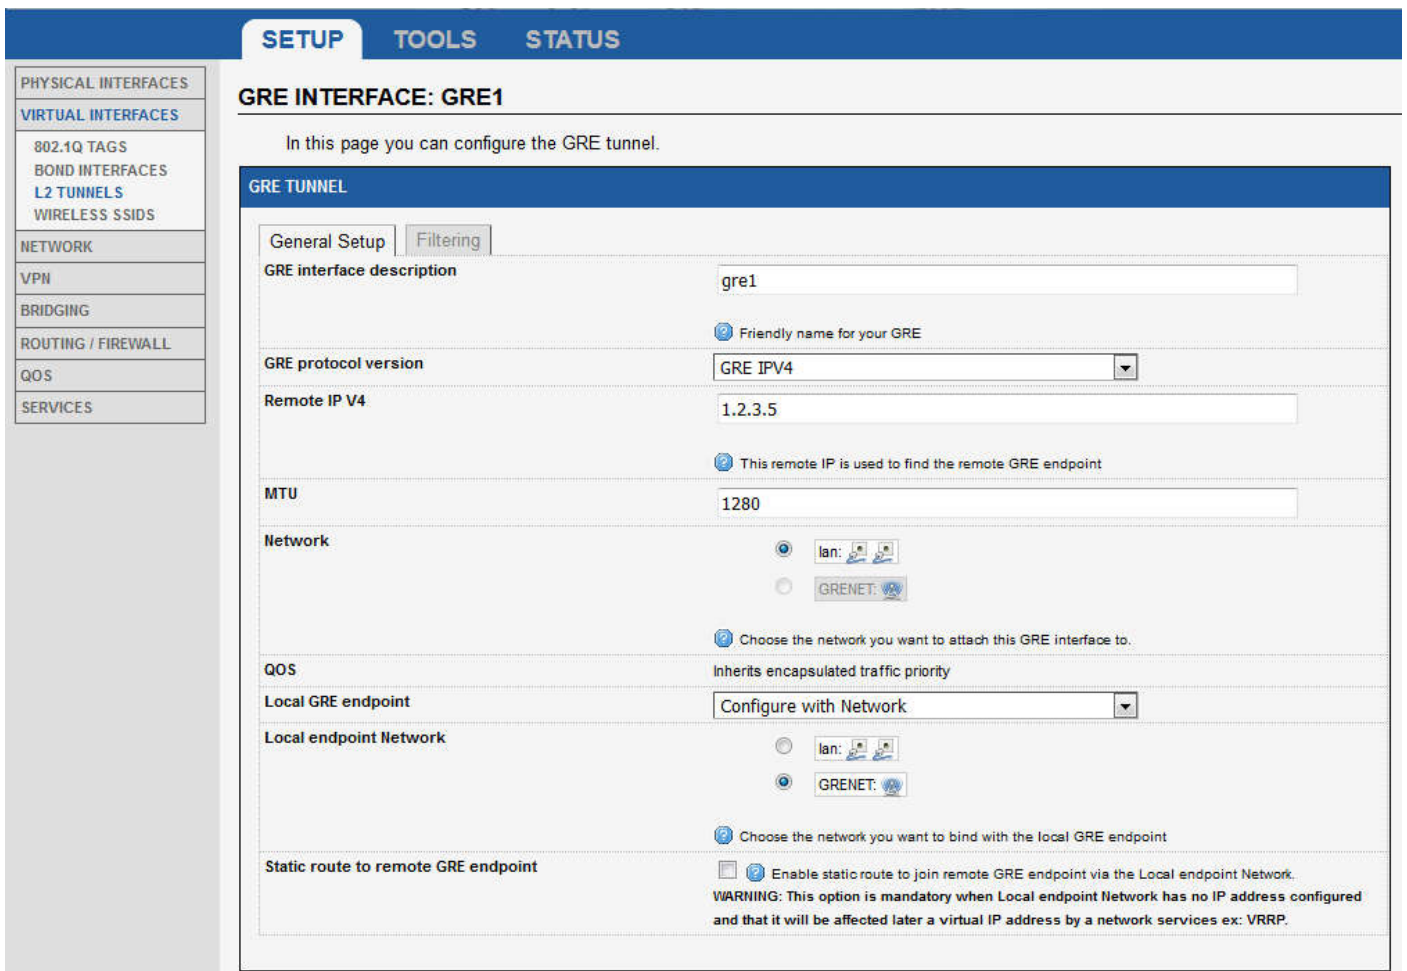 SETUP TOOLS STATUS
PHYSICAL INTERFACES
VIRTUAL INTERFACES
802.1Q TAGS
BOND INTERFACES
L2 TUNNELS
WIRELESS SSIDS
NETWORK
VPN
BRIDGING
ROUTING / FIREWALL
QOS
SERVICES
GRE INTERFACE: GRE1
In this page you can configure the GRE tunnel.
GRE TUNNEL
General Setup Filtering
GRE interface description
gre1
Friendly name for your GRE
GRE protocol version
GRE IPV4
Remote IP V4
1.2.3.5
This remote IP is used to find the remote GRE endpoint
MTU
1280
Network
lan:
GRENET:
Choose the network you want to attach this GRE interface to.
QOS
Inherits encapsulated traffic priority
Local GRE endpoint
Configure with Network
Local endpoint Network
lan:
GRENET:
Choose the network you want to bind with the local GRE endpoint
Static route to remote GRE endpoint
Enable static route to join remote GRE endpoint via the Local endpoint Network.
WARNING: This option is mandatory when Local endpoint Network has no IP address configured
and that it will be affected later a virtual IP address by a network services ex: VRRP.